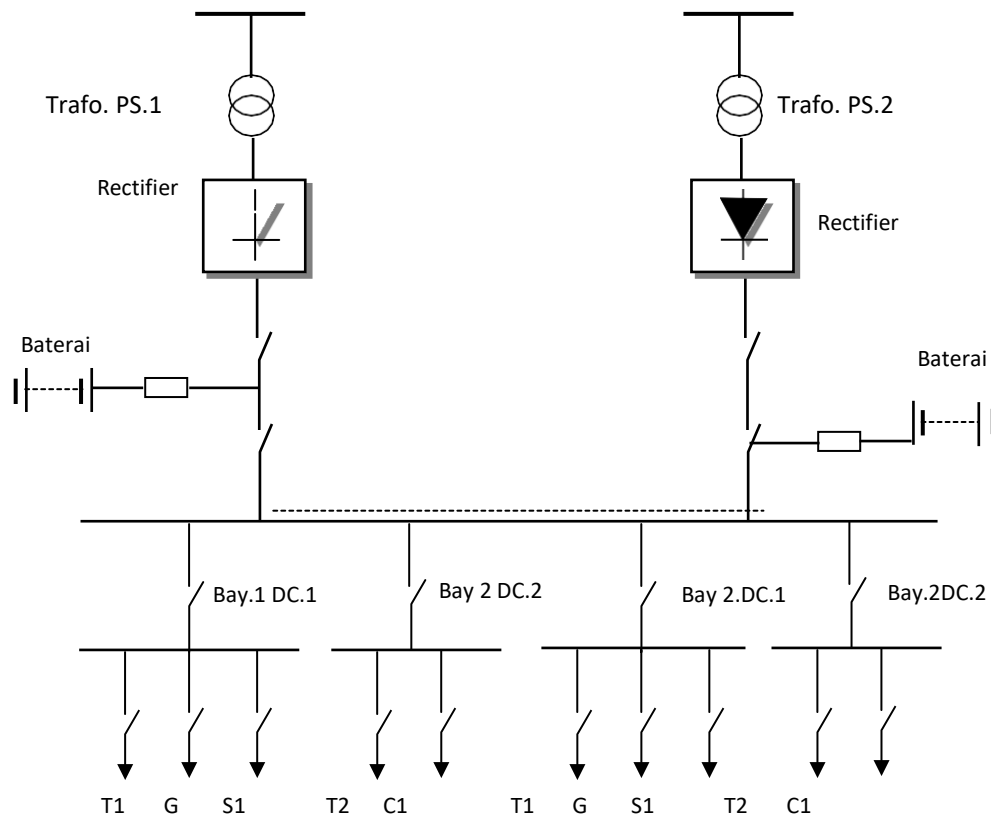 Trafo. PS.1
Trafo. PS.2
Rectifier
Rectifier
Baterai
Baterai
Bay.1 DC.1
Bay 2 DC.2
Bay 2.DC.1
Bay.2DC.2
T1 G S1 T2 C1 T1 G S1 T2 C1